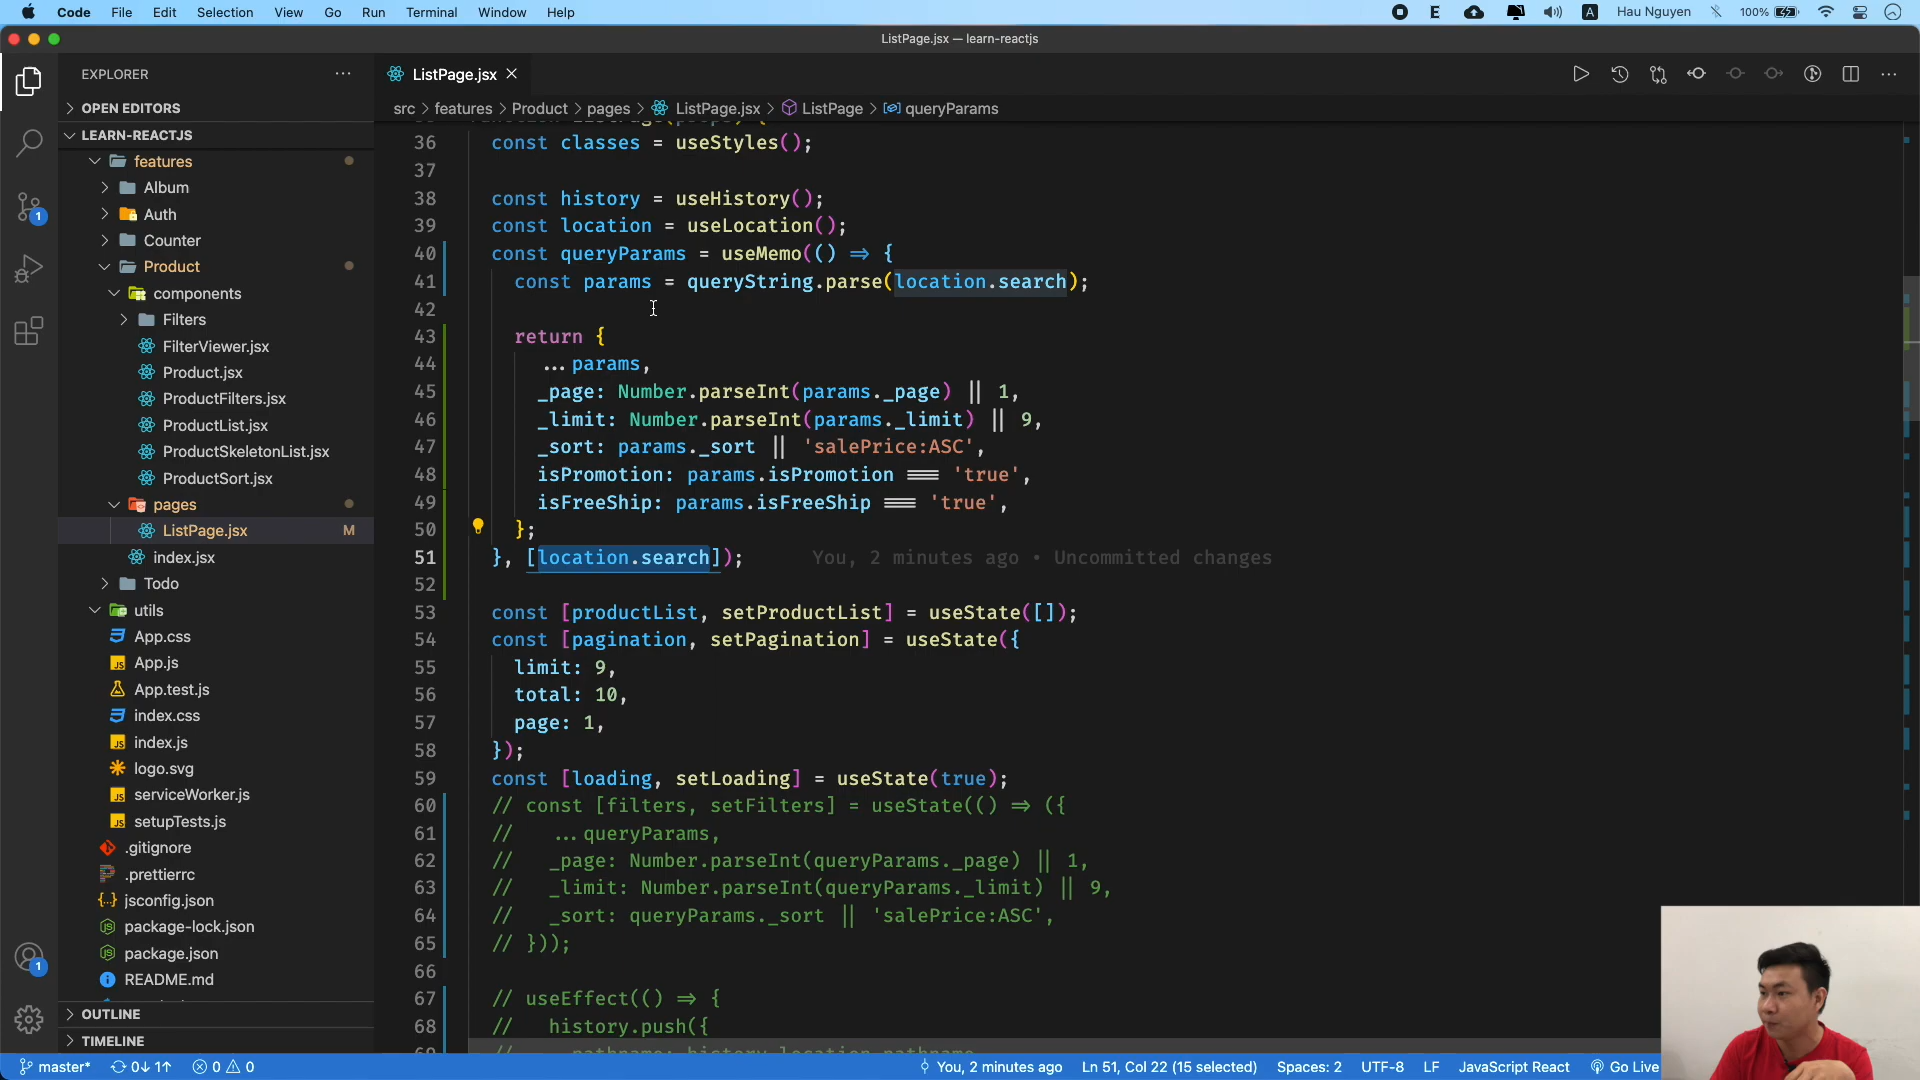 Code File Edit Selection View Go Run Terminal Window Help
A Hau Nguyen 100%
ListPage.jsx — learn-reactjs
EXPLORER
ListPage.jsx
src > features > Product > pages > ListPage.jsx > ListPage > queryParams
OPEN EDITORS
LEARN-REACTJS
features
Album
Auth
Counter
Product
components
Filters
FilterViewer.jsx
Product.jsx
ProductFilters.jsx
ProductList.jsx
ProductSkeletonList.jsx
ProductSort.jsx
pages
ListPage.jsx M
index.jsx
Todo
utils
App.css
App.js
App.test.js
index.css
index.js
logo.svg
serviceWorker.js
setupTests.js
.gitignore
.prettierrc
jsconfig.json
package-lock.json
package.json
README.md
OUTLINE
TIMELINE
36 const classes = useStyles();
37
38 const history = useHistory();
39 const location = useLocation();
40 const queryParams = useMemo(() => {
41 const params = queryString.parse(location.search);
42
43 return {
44 ...params,
45 _page: Number.parseInt(params._page) || 1,
46 _limit: Number.parseInt(params._limit) || 9,
47 _sort: params._sort || 'salePrice:ASC',
48 isPromotion: params.isPromotion === 'true',
49 isFreeShip: params.isFreeShip === 'true',
50 };
51 }, [location.search]); You, 2 minutes ago • Uncommitted changes
52
53 const [productList, setProductList] = useState([]);
54 const [pagination, setPagination] = useState({
55 limit: 9,
56 total: 10,
57 page: 1,
58 });
59 const [loading, setLoading] = useState(true);
60 // const [filters, setFilters] = useState(() => ({
61 // ...queryParams,
62 // _page: Number.parseInt(queryParams._page) || 1,
63 // _limit: Number.parseInt(queryParams._limit) || 9,
64 // _sort: queryParams._sort || 'salePrice:ASC',
65 // }));
66
67 // useEffect(() => {
68 // history.push({
master* 0↓ 1↑ 0 0 You, 2 minutes ago Ln 51, Col 22 (15 selected) Spaces: 2 UTF-8 LF JavaScript React Go Live